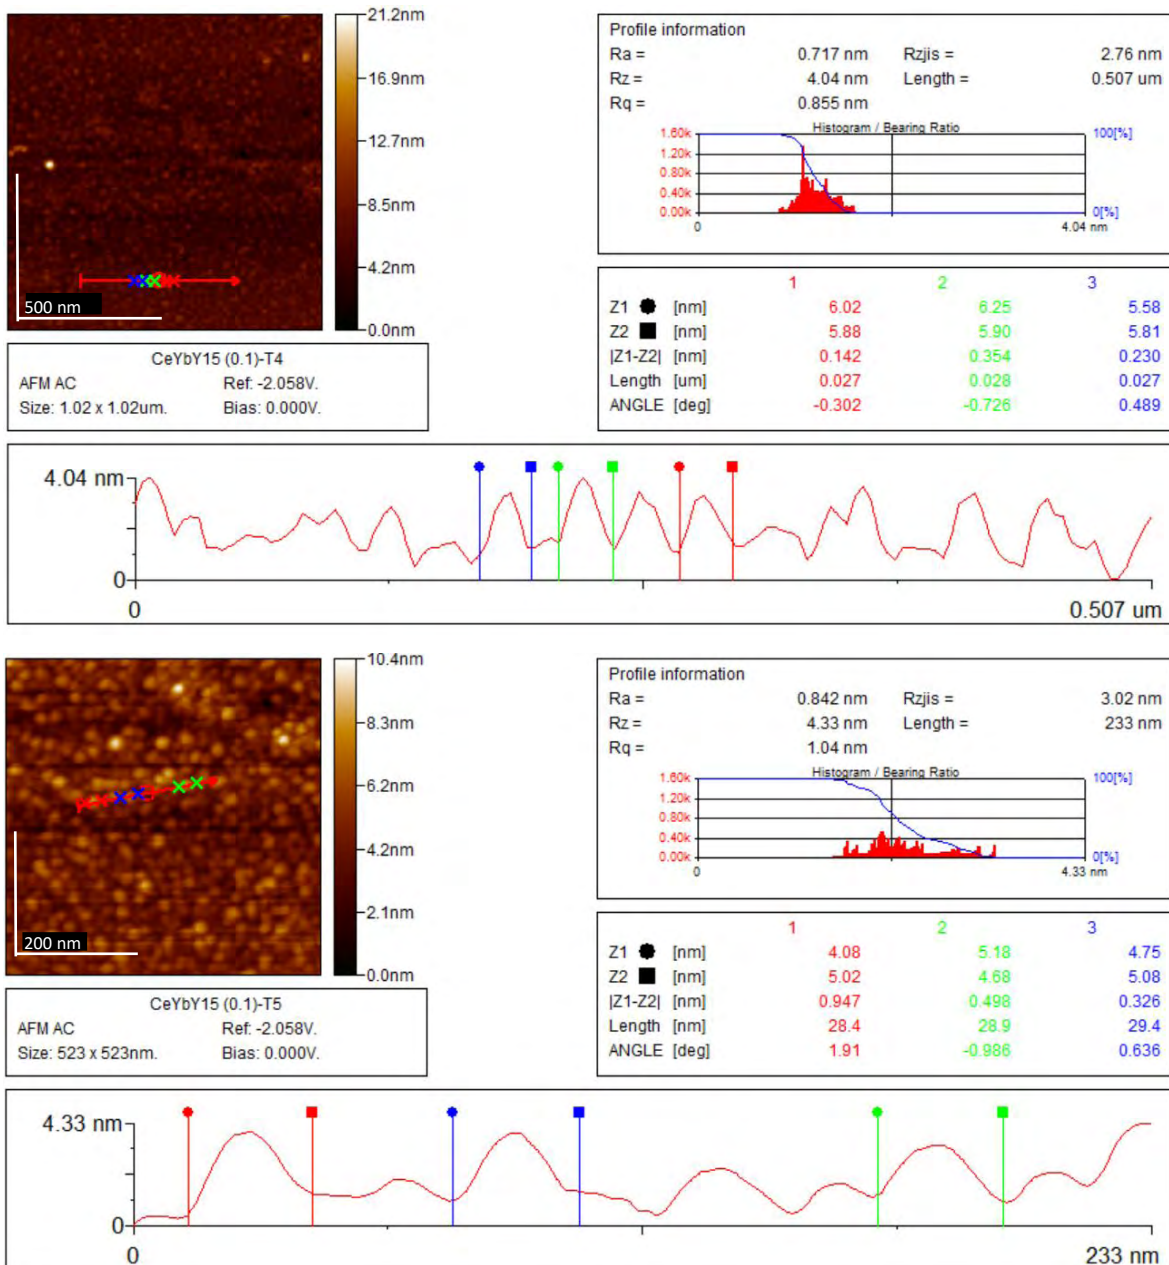 21.2nm
16.9nm
12.7nm
8.5nm
4.2nm
0.0nm
500 nm
CeYbY15 (0.1)-T4
AFM AC Ref: -2.058V.
Size: 1.02 x 1.02um. Bias: 0.000V.
Profile information
Ra = 0.717 nm Rzjis = 2.76 nm
Rz = 4.04 nm Length = 0.507 um
Rq = 0.855 nm
Histogram / Bearing Ratio
1.60k 100[%]
1.20k
0.80k
0.40k
0.00k 0[%]
0 4.04 nm
1 2 3
Z1 [nm] 6.02 6.25 5.58
Z2 [nm] 5.88 5.90 5.81
|Z1-Z2| [nm] 0.142 0.354 0.230
Length [um] 0.027 0.028 0.027
ANGLE [deg] -0.302 -0.726 0.489
4.04 nm
0
0 0.507 um
10.4nm
8.3nm
6.2nm
4.2nm
2.1nm
0.0nm
200 nm
CeYbY15 (0.1)-T5
AFM AC Ref: -2.058V.
Size: 523 x 523nm. Bias: 0.000V.
Profile information
Ra = 0.842 nm Rzjis = 3.02 nm
Rz = 4.33 nm Length = 233 nm
Rq = 1.04 nm
Histogram / Bearing Ratio
1.60k 100[%]
1.20k
0.80k
0.40k
0.00k 0[%]
0 4.33 nm
1 2 3
Z1 [nm] 4.08 5.18 4.75
Z2 [nm] 5.02 4.68 5.08
|Z1-Z2| [nm] 0.947 0.498 0.326
Length [nm] 28.4 28.9 29.4
ANGLE [deg] 1.91 -0.986 0.636
4.33 nm
0
0 233 nm